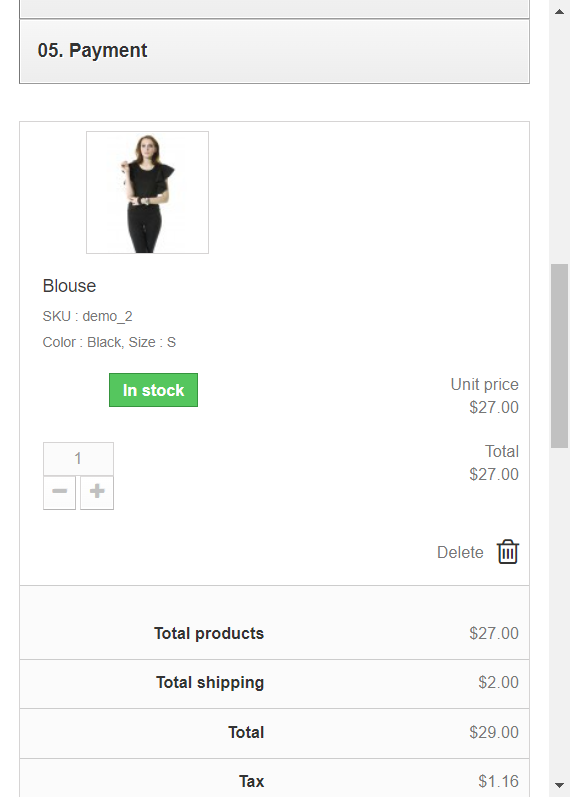 05. Payment
Blouse
SKU : demo_2
Color : Black, Size : S
In stock
Unit price
$27.00
1
Total
$27.00
Delete
Total products $27.00
Total shipping $2.00
Total $29.00
Tax $1.16